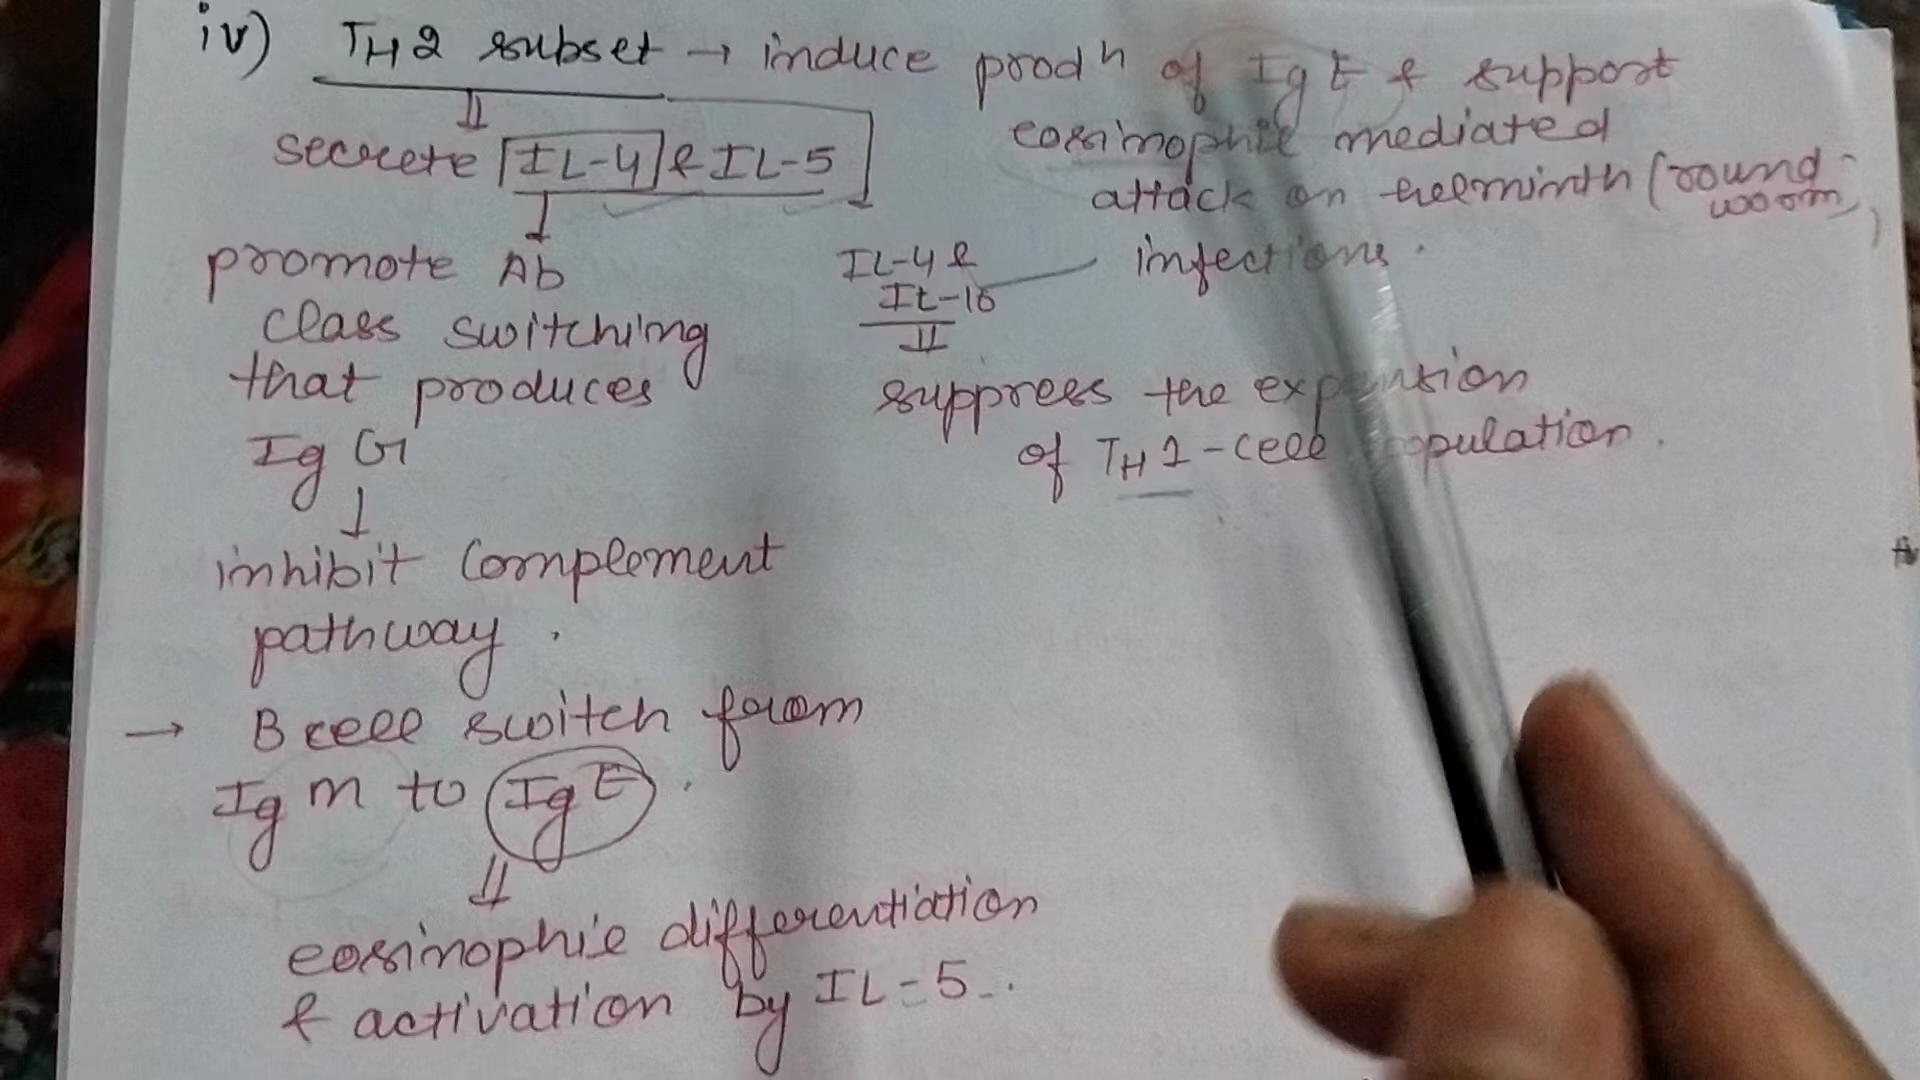 iv) TH2 subset → induce prodn of IgE & support
eosinophil mediated
attack on helminth (round-
worm)
infections.
secrete IL-4 & IL-5
promote Ab
class switching
that produces
IgG
inhibit complement
pathway.
→ B cell switch from
IgM to IgE.
eosinophil differentiation
& activation by IL-5.
IL-4 &
IL-10
suppress the expansion
of TH1-cell population.